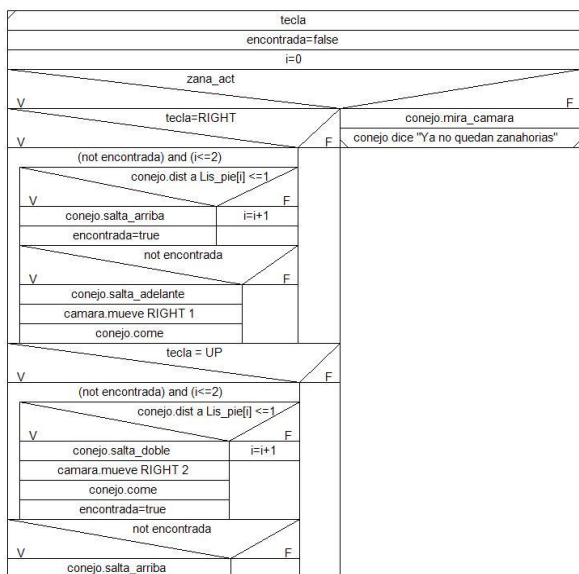 tecla
encontrada=false
i=0
zana_act
V F
tecla=RIGHT
V F
conejo.mira_camara
conejo dice "Ya no quedan zanahorias"
(not encontrada) and (i<=2)
conejo.dist a Lis_pie[i] <=1
V F
conejo.salta_arriba i=i+1
encontrada=true
not encontrada
V F
conejo.salta_adelante
camara.mueve RIGHT 1
conejo.come
tecla = UP
V F
(not encontrada) and (i<=2)
conejo.dist a Lis_pie[i] <=1
V F
conejo.salta_doble i=i+1
camara.mueve RIGHT 2
conejo.come
encontrada=true
not encontrada
V F
conejo.salta_arriba